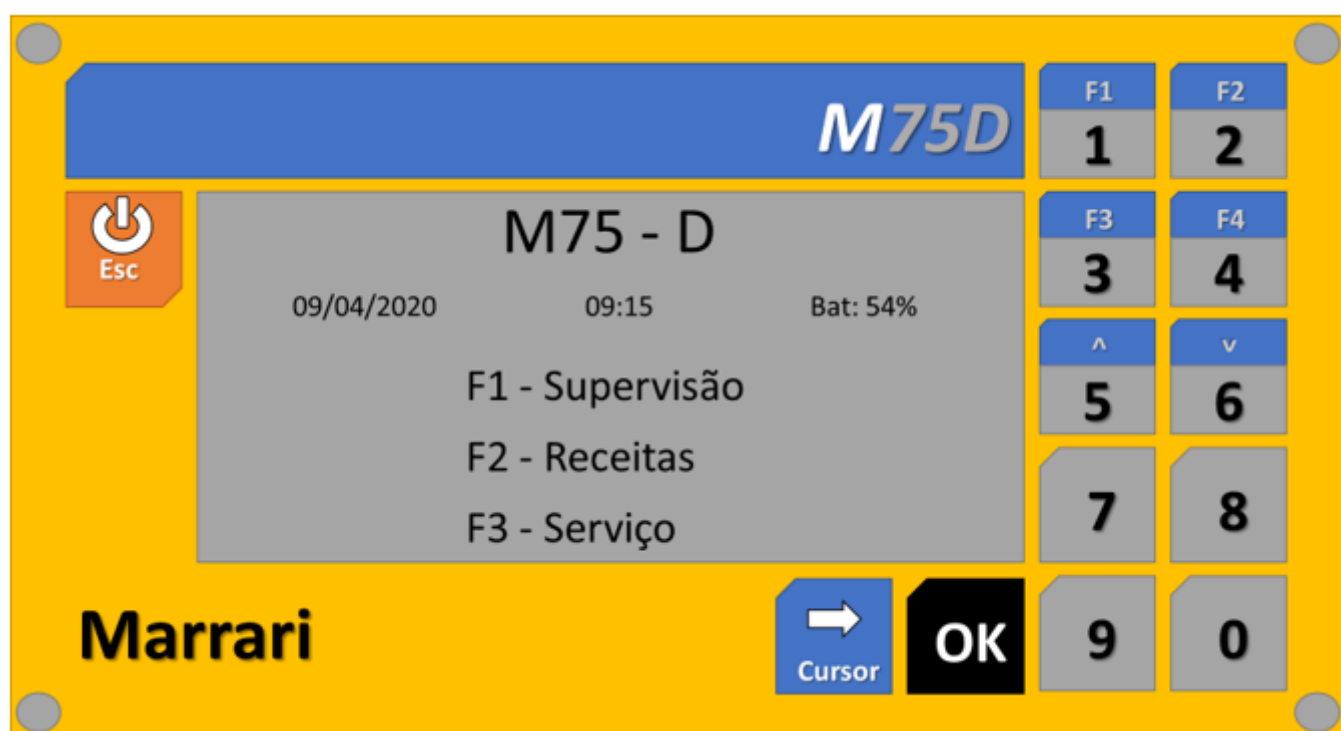 M75D
F1 F2
1 2
Esc
M75 - D
09/04/2020 09:15 Bat: 54%
F1 - Supervisão
F2 - Receitas
F3 - Serviço
F3 F4
3 4
^ v
5 6
7 8
Marrari
Cursor
OK
9 0